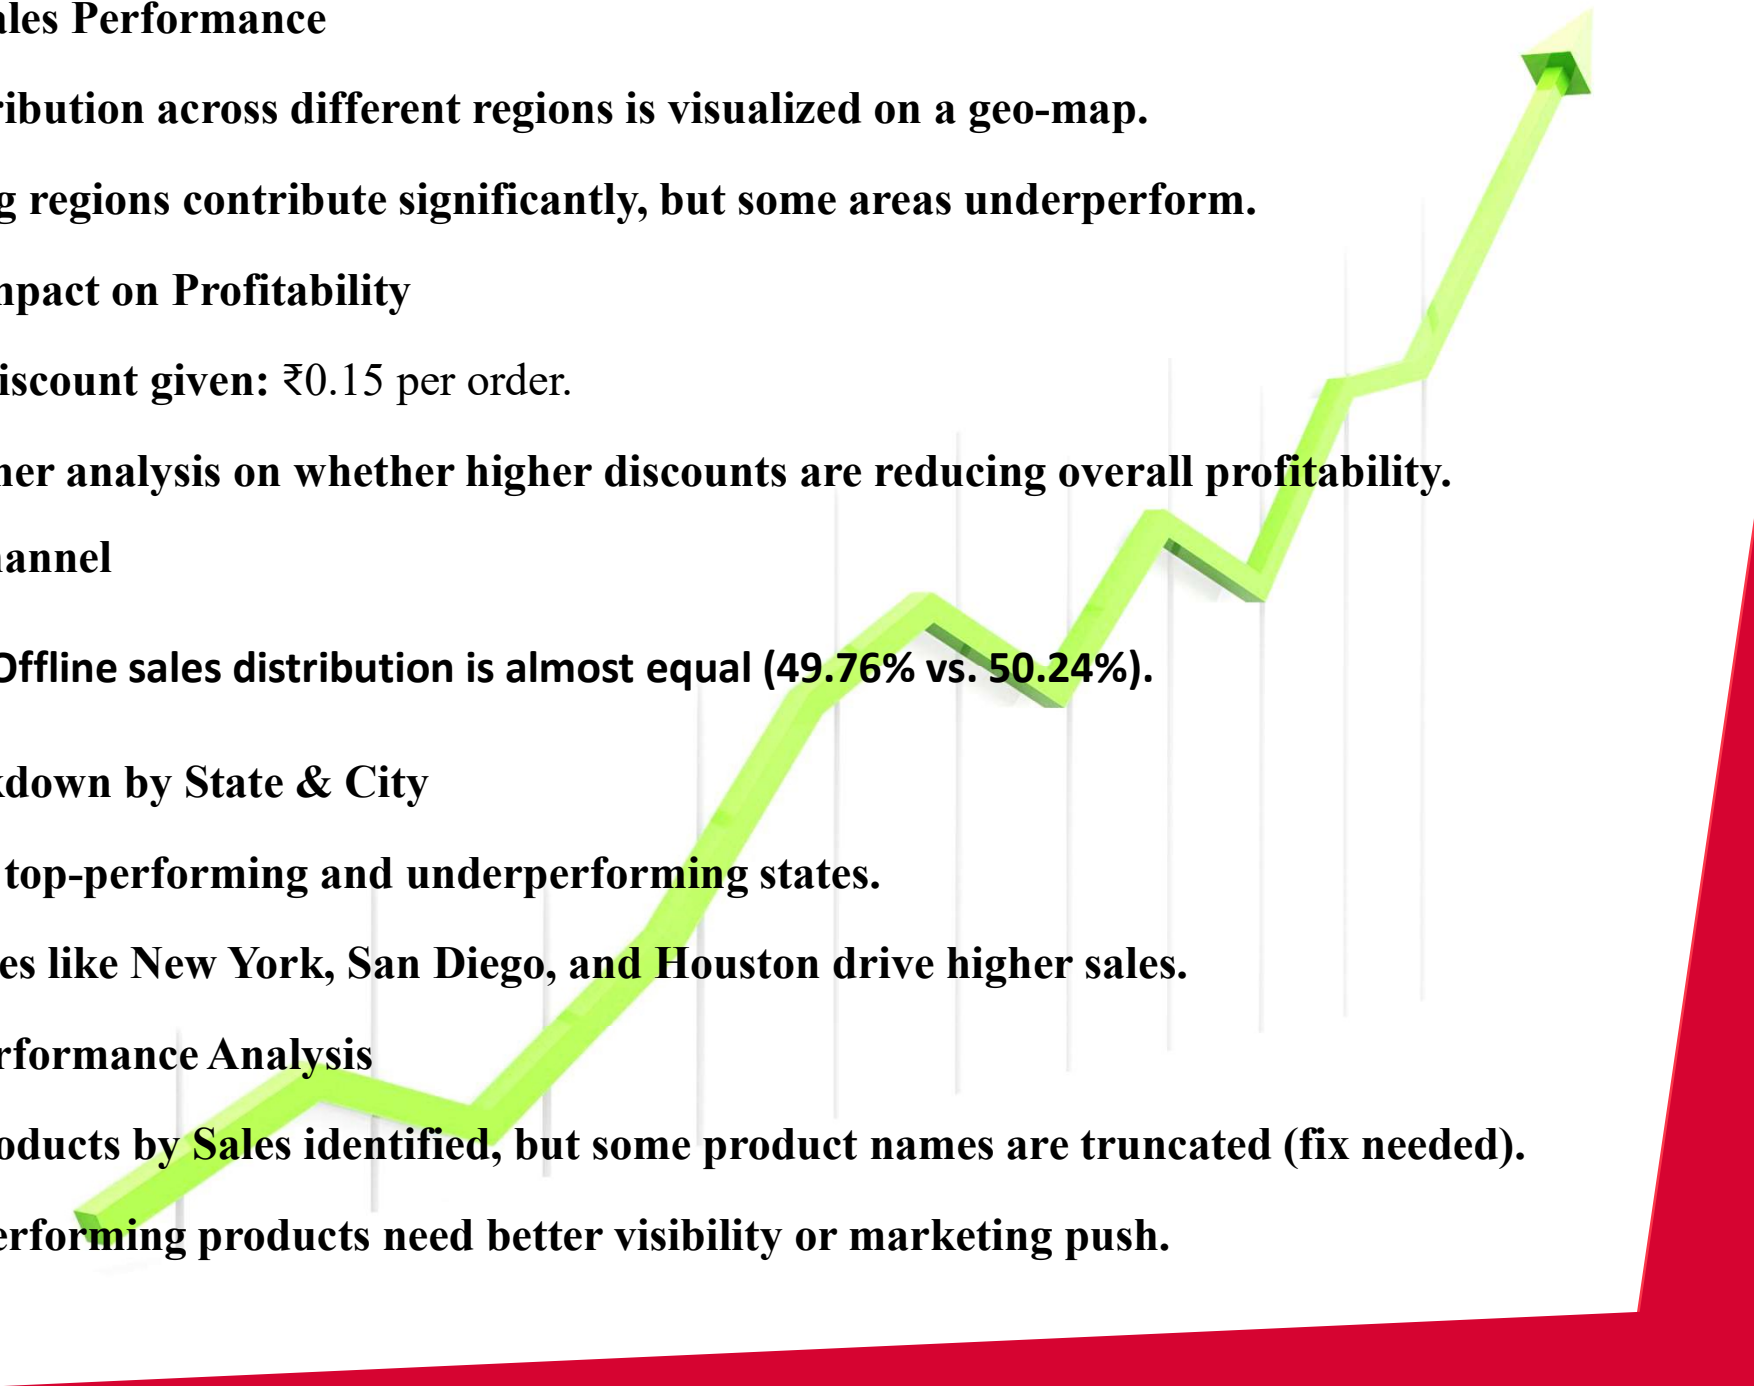 ales Performance
ribution across different regions is visualized on a geo-map.
g regions contribute significantly, but some areas underperform.
npact on Profitability
iscount given: ₹0.15 per order.
her analysis on whether higher discounts are reducing overall profitability.
hannel
Offline sales distribution is almost equal (49.76% vs. 50.24%).
kdown by State & City
top-performing and underperforming states.
es like New York, San Diego, and Houston drive higher sales.
rformance Analysis
oducts by Sales identified, but some product names are truncated (fix needed).
erforming products need better visibility or marketing push.